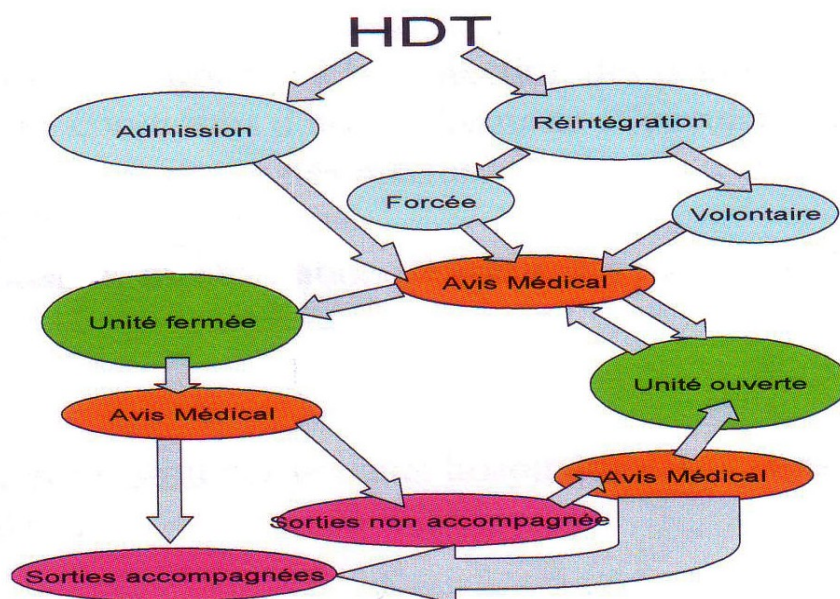 HDT
Admission
Réintégration
Forcée
Volontaire
Avis Médical
Unité fermée
Unité ouverte
Avis Médical
Avis Médical
Sorties non accompagnée
Sorties accompagnées